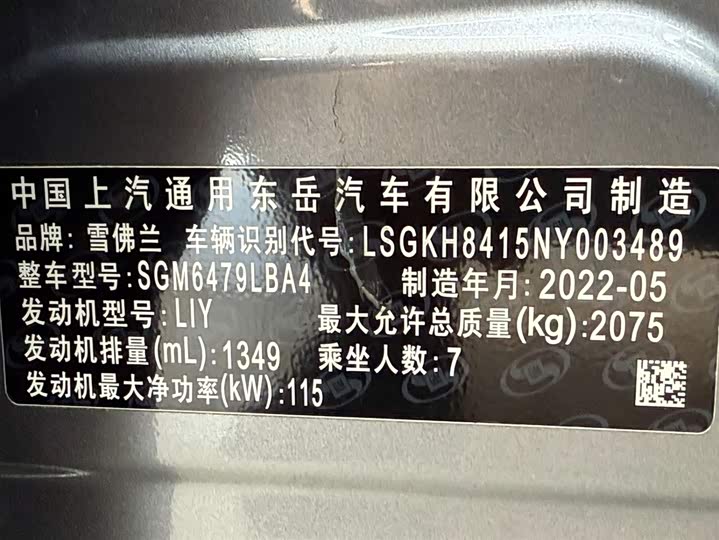 中国上汽通用东岳汽车有限公司制造
品牌: 雪佛兰 车辆识别代号:LSGKH8415NY003489
整车型号:SGM6479LBA4 制造年月:2022-05
发动机型号:LIY 最大允许总质量(kg):2075
发动机排量(mL):1349 乘坐人数:7
发动机最大净功率(kW):115